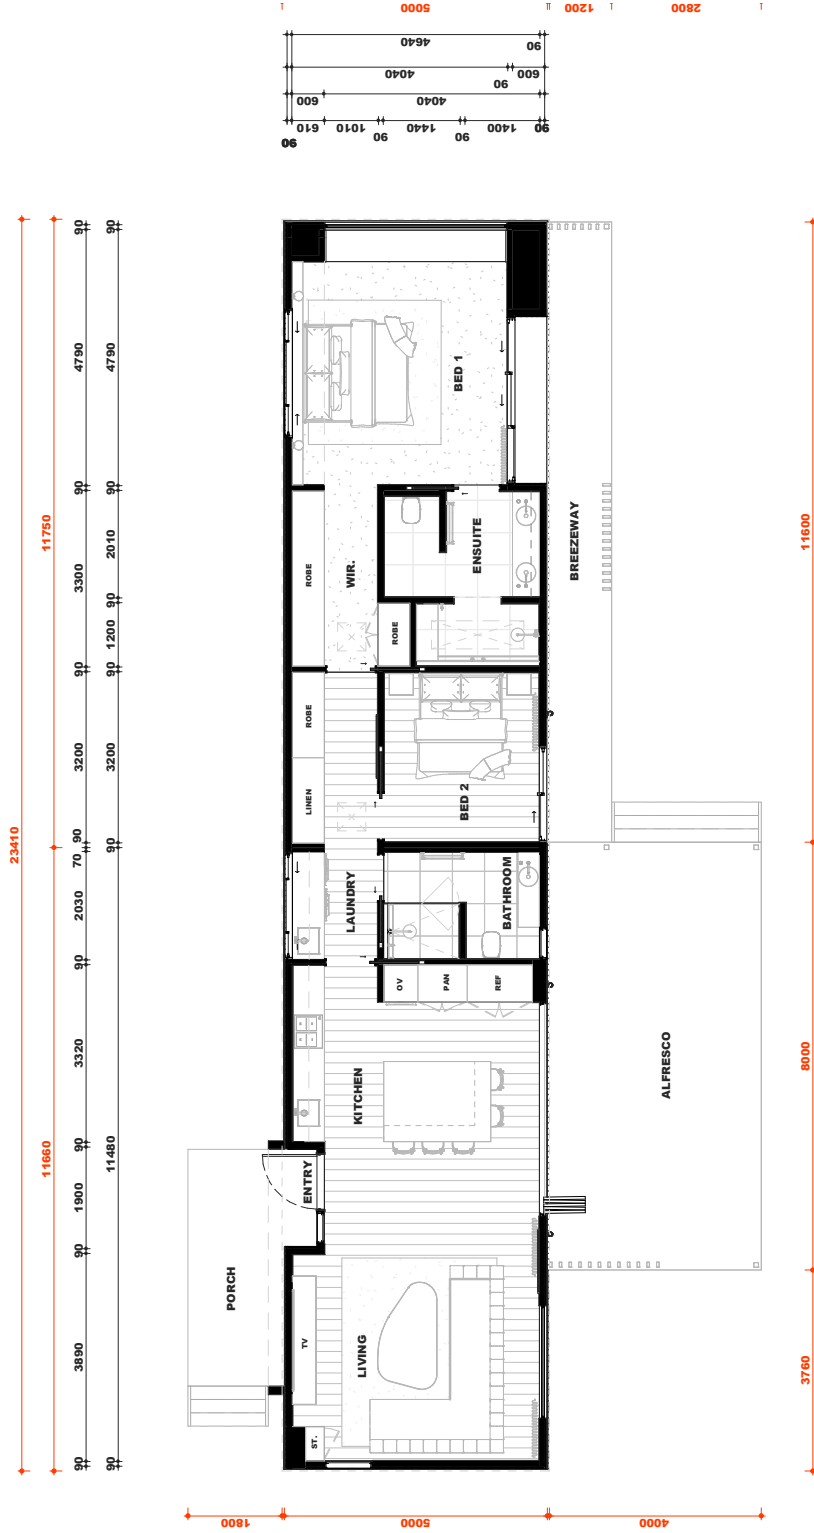 5000
1200
2800
4640
90
4040
600
90
600
4040
610
1010
90
1440
90
1400
90
90
90
90
4790
4790
BED 1
90
90
11750
11600
2010
3300
ROBE
WIR.
ENSUITE
BREEZEWAY
90
1200
ROBE
90
90
ROBE
3200
3200
LINEN
BED 2
23410
90
90
70
2030
LAUNDRY
BATHROOM
90
OV
PAN
REF
3320
KITCHEN
ALFRESCO
8000
90
11480
11660
1900
ENTRY
90
PORCH
3890
TV
LIVING
3760
ST.
90
90
1800
5000
4000